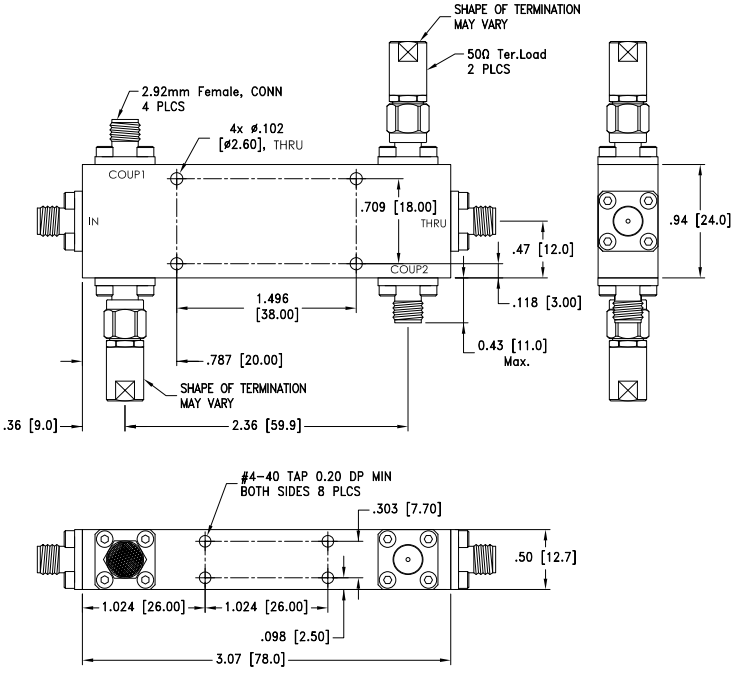 SHAPE OF TERMINATION
MAY VARY
50Ω Ter.Load
2 PLCS
2.92mm Female, CONN
4 PLCS
4x ø.102
[ø2.60], THRU
COUP1
IN
.709 [18.00]
THRU
.94 [24.0]
.47 [12.0]
COUP2
1.496
[38.00]
.118 [3.00]
0.43 [11.0]
Max.
.787 [20.00]
SHAPE OF TERMINATION
MAY VARY
.36 [9.0]
2.36 [59.9]
#4-40 TAP 0.20 DP MIN
BOTH SIDES 8 PLCS
.303 [7.70]
.50 [12.7]
1.024 [26.00]
1.024 [26.00]
.098 [2.50]
3.07 [78.0]